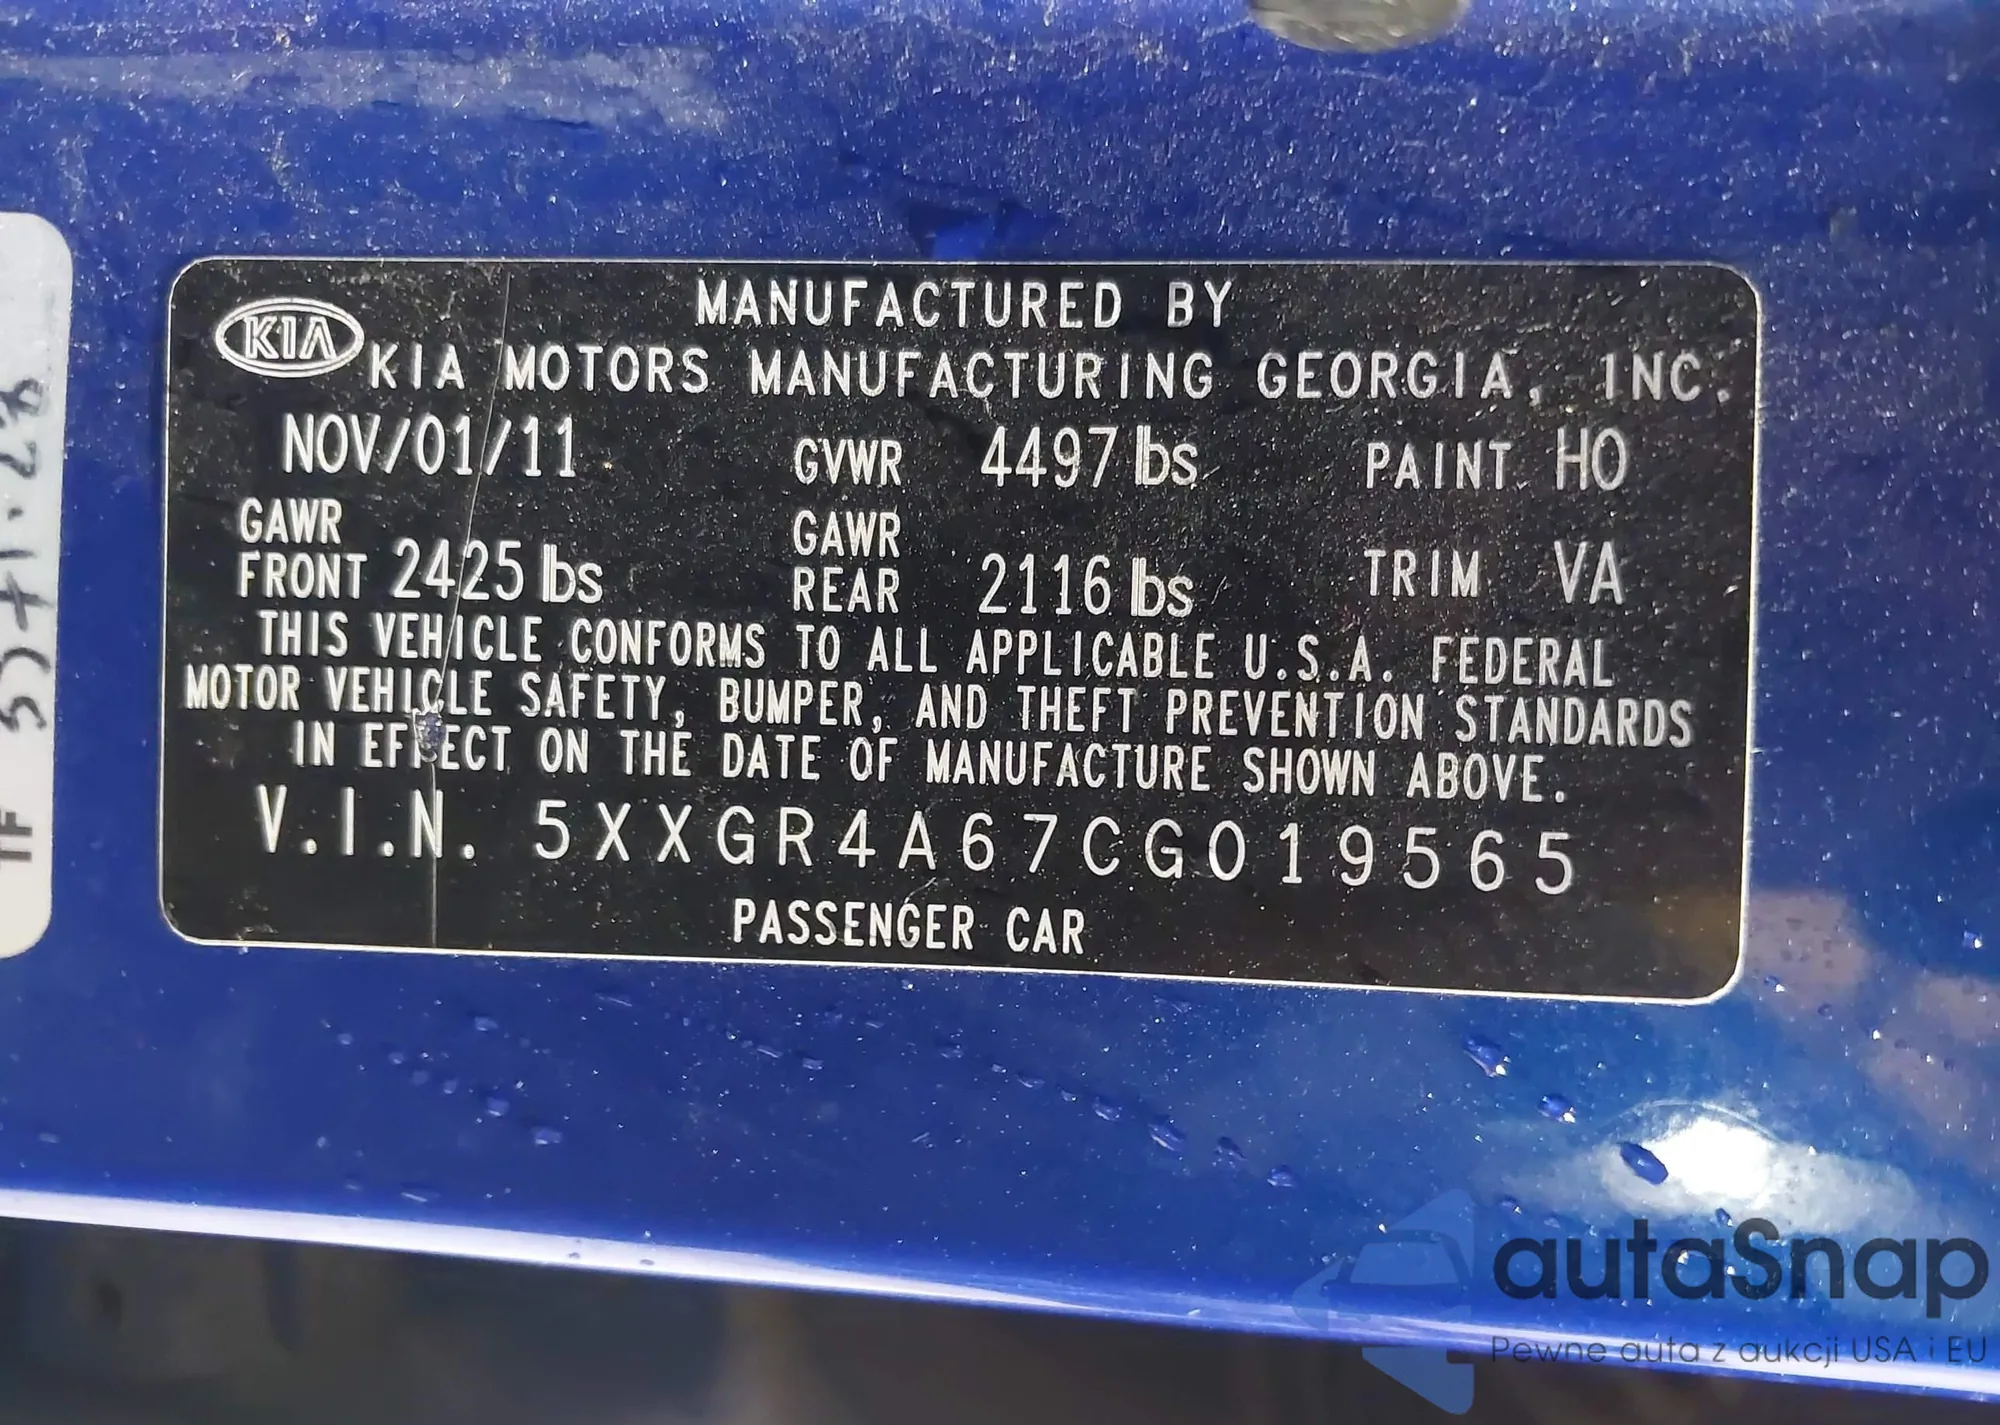 KIA
MANUFACTURED BY
KIA MOTORS MANUFACTURING GEORGIA, INC.
NOV/01/11 GVWR 4497 lbs PAINT HO
GAWR FRONT 2425 lbs GAWR REAR 2116 lbs TRIM VA
THIS VEHICLE CONFORMS TO ALL APPLICABLE U.S.A. FEDERAL
MOTOR VEHICLE SAFETY, BUMPER, AND THEFT PREVENTION STANDARDS
IN EFFECT ON THE DATE OF MANUFACTURE SHOWN ABOVE.
V.I.N. 5XXGR4A67CG019565
PASSENGER CAR
autaSnap
Pewne auta z aukcji USA i EU